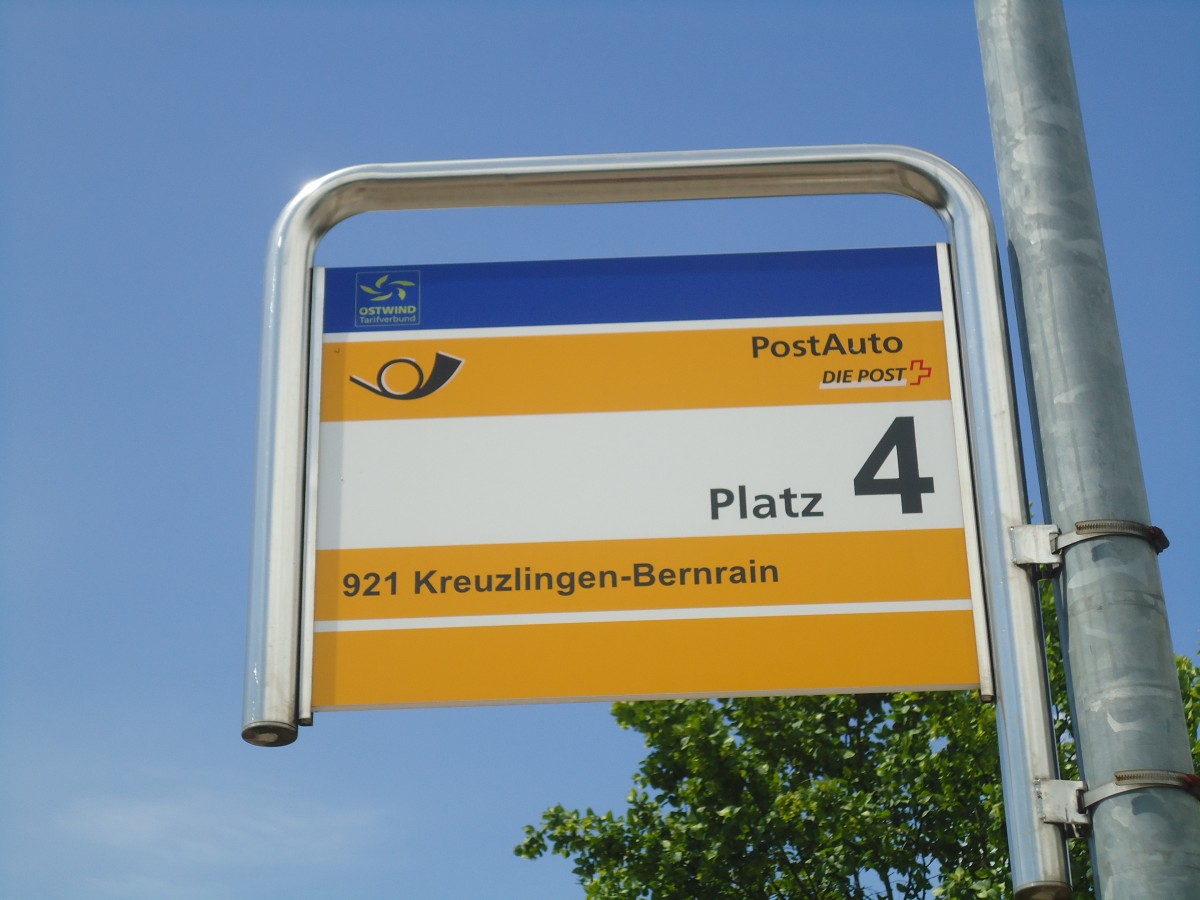 OSTWIND
Tarifverbund
PostAuto
DIE POST
Platz 4
921 Kreuzlingen-Bernrain